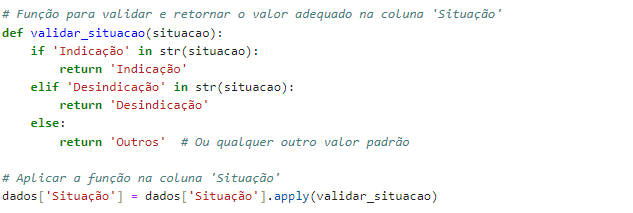 # Função para validar e retornar o valor adequado na coluna 'Situação'
def validar_situacao(situacao):
    if 'Indicação' in str(situacao):
        return 'Indicação'
    elif 'Desindicação' in str(situacao):
        return 'Desindicação'
    else:
        return 'Outros'  # Ou qualquer outro valor padrão

# Aplicar a função na coluna 'Situação'
dados['Situação'] = dados['Situação'].apply(validar_situacao)